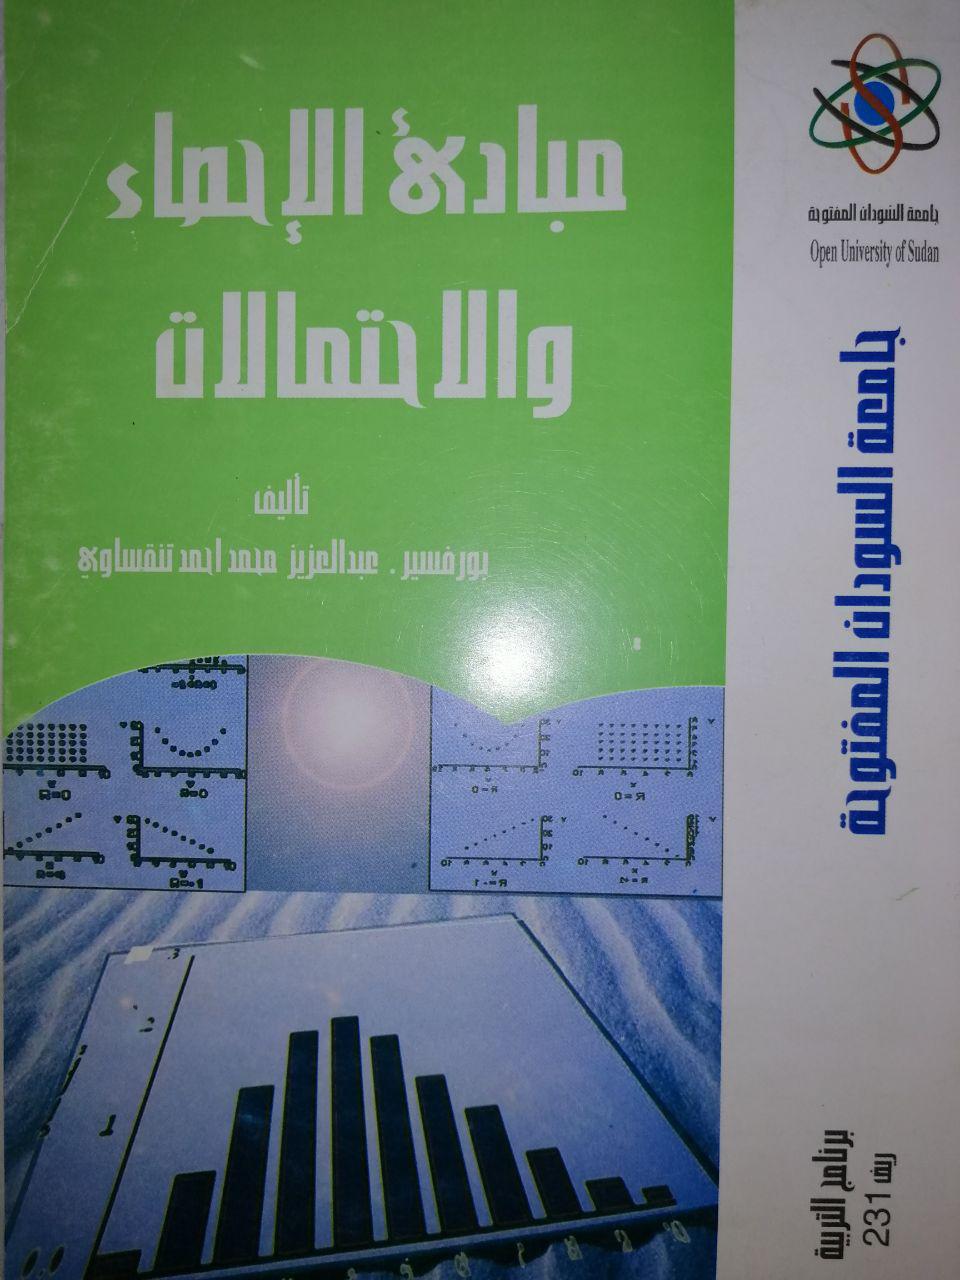 مبادئ الإحصاء
والاحتمالات
تأليف
بورفسير. عبدالعزيز محمد احمد تنقساوي
جامعة السودان المفتوحة
Open University of Sudan
جامعة السودان المفتوحة
برنامج التربية
ريض 231